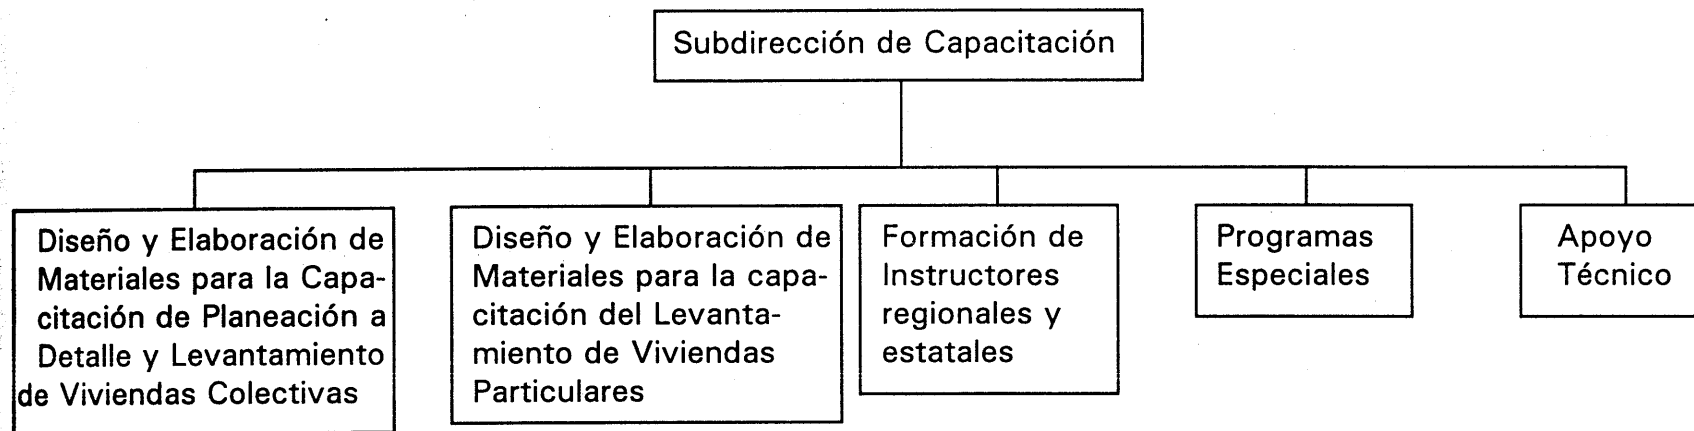 Subdirección de Capacitación
Diseño y Elaboración de
Materiales para la Capa-
citación de Planeación a
Detalle y Levantamiento
de Viviendas Colectivas
Diseño y Elaboración de
Materiales para la capa-
citación del Levanta-
miento de Viviendas
Particulares
Formación de
Instructores
regionales y
estatales
Programas
Especiales
Apoyo
Técnico